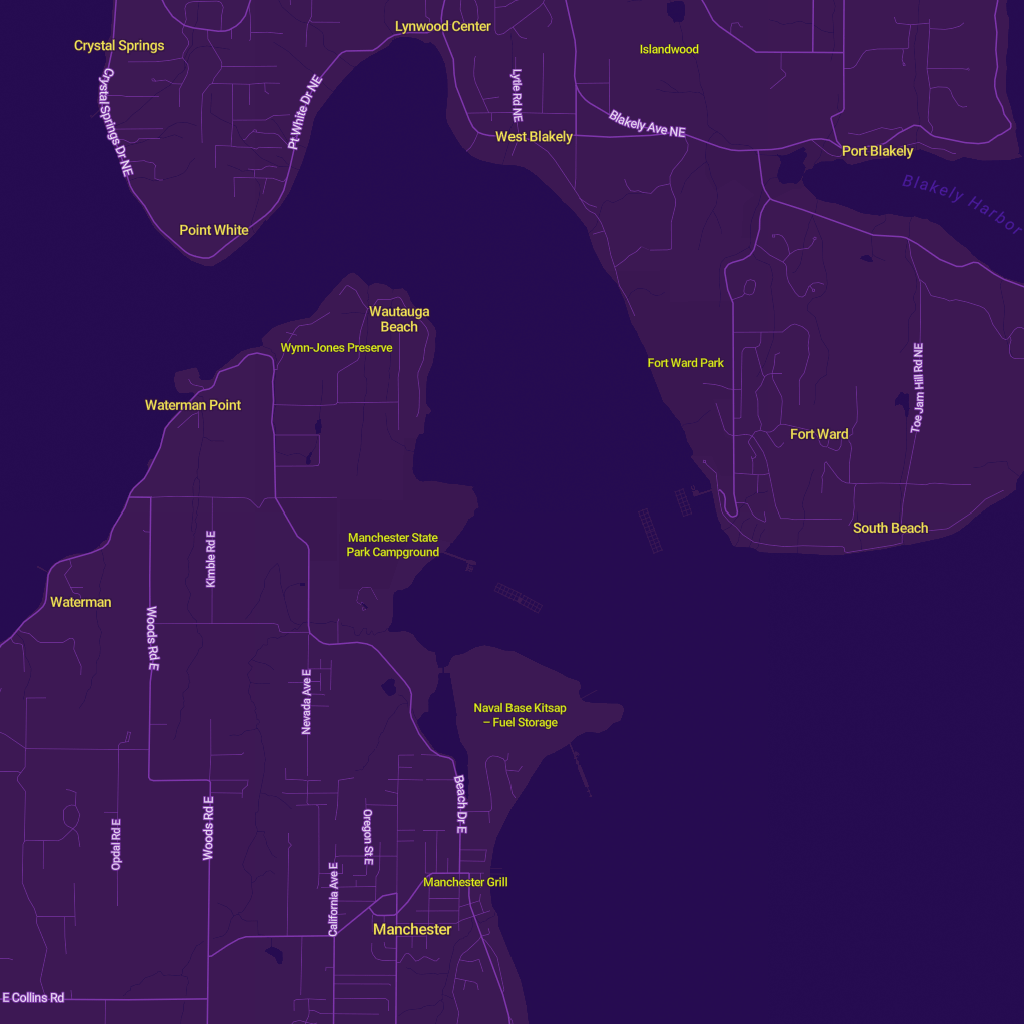 Lynwood Center
Crystal Springs
Islandwood
Crystal Springs Dr NE
Pt White Dr NE
Lytle Rd NE
Blakely Ave NE
West Blakely
Port Blakely
Blakely Harbor
Point White
Wautauga
Beach
Wynn-Jones Preserve
Fort Ward Park
Toe Jam Hill Rd NE
Waterman Point
Fort Ward
South Beach
Manchester State
Park Campground
Kimble Rd E
Waterman
Woods Rd E
Nevada Ave E
Naval Base Kitsap
– Fuel Storage
Beach Dr E
Opdal Rd E
Woods Rd E
Oregon St E
California Ave E
Manchester Grill
Manchester
E Collins Rd